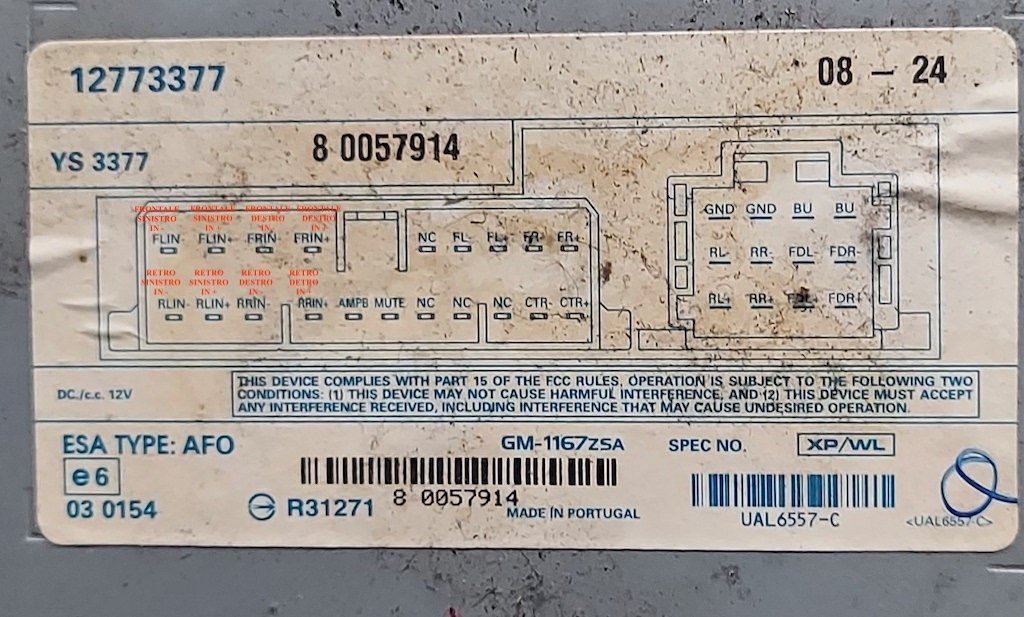 12773377
08 – 24
YS 3377
8 0057914
FRONTALE FRONTALE FRONTALE FRONTALE
SINISTRO SINISTRO DESTRO DESTRO
IN - IN + IN - IN +
FLIN- FLIN+ FRIN- FRIN+ NC FL- FL+ FR- FR+
RETRO RETRO RETRO RETRO
SINISTRO SINISTRO DESTRO DESTRO
IN - IN + IN - IN +
RLIN- RLIN+ RRIN- RRIN+ AMPB MUTE NC NC NC CTR- CTR+
GND GND BU BU
RL- RR- FDL- FDR-
RL+ RR+ FDL+ FDR+
DC./c.c. 12V
THIS DEVICE COMPLIES WITH PART 15 OF THE FCC RULES, OPERATION IS SUBJECT TO THE FOLLOWING TWO
CONDITIONS: (1) THIS DEVICE MAY NOT CAUSE HARMFUL INTERFERENCE, AND (2) THIS DEVICE MUST ACCEPT
ANY INTERFERENCE RECEIVED, INCLUDING INTERFERENCE THAT MAY CAUSE UNDESIRED OPERATION.
ESA TYPE: AFO
GM-1167ZSA
SPEC NO.
XP/WL
e6
03 0154
R31271
8 0057914
MADE IN PORTUGAL
UAL6557-C
<UAL6557-C>